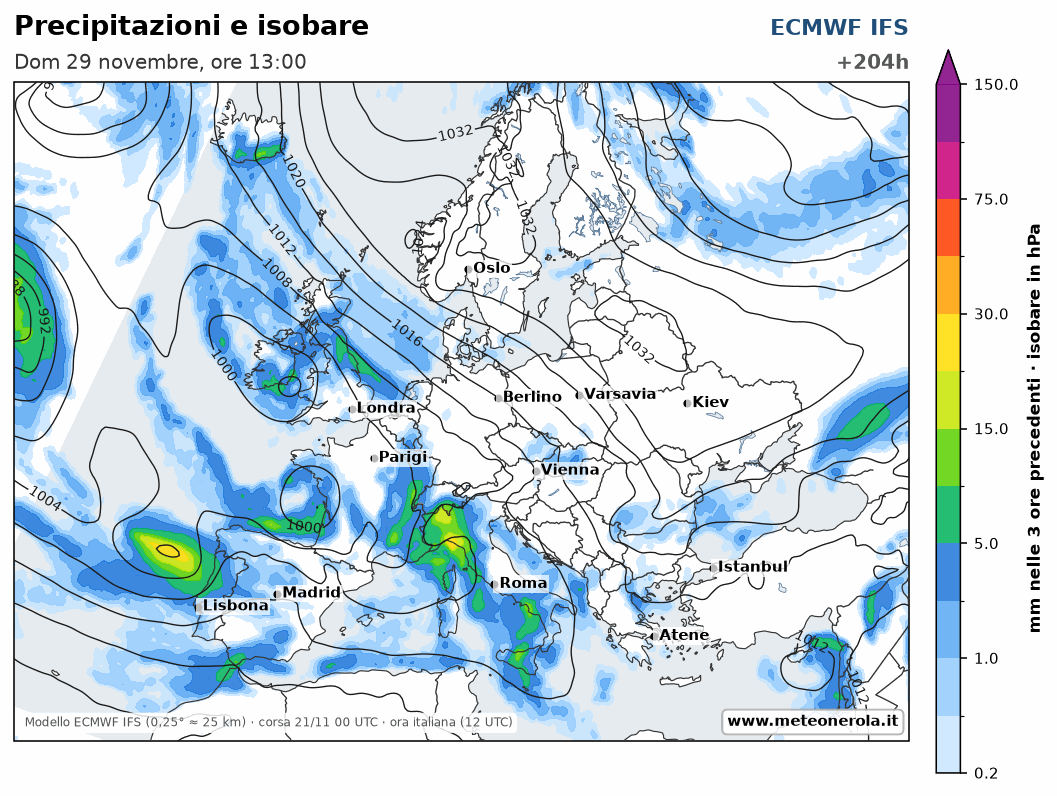 Precipitazioni e isobare
ECMWF IFS
Dom 29 novembre, ore 13:00
+204h
150.0
75.0
30.0
15.0
5.0
1.0
0.2
mm nelle 3 ore precedenti · isobare in hPa
1032
1032
1020
1032
1012
1008
1016
992
1000
1032
1004
1000
1012
1012
Oslo
Berlino
Varsavia
Kiev
Londra
Parigi
Vienna
Istanbul
Roma
Madrid
Lisbona
Atene
Modello ECMWF IFS (0,25° ≈ 25 km) · corsa 21/11 00 UTC · ora italiana (12 UTC)
www.meteonerola.it